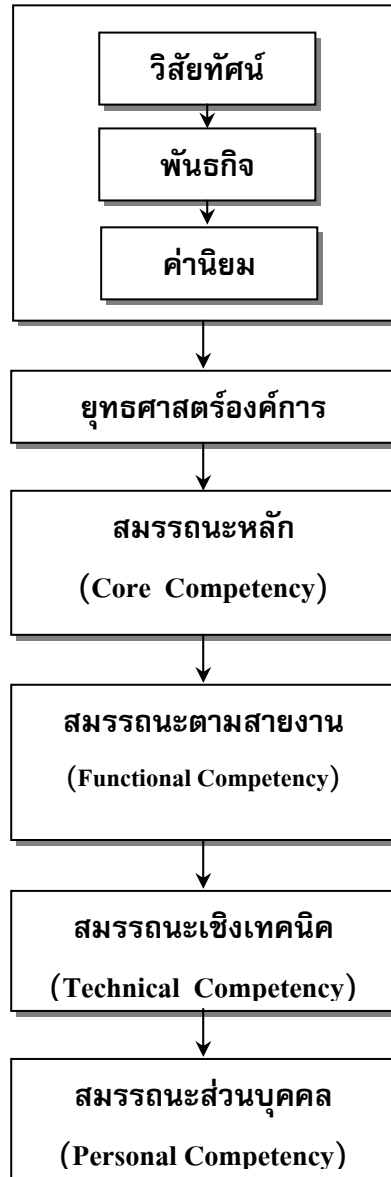 วิสัยทัศน์
พันธกิจ
ค่านิยม
ยุทธศาสตร์องค์การ
สมรรถนะหลัก
(Core Competency)
สมรรถนะตามสายงาน
(Functional Competency)
สมรรถนะเชิงเทคนิค
(Technical Competency)
สมรรถนะส่วนบุคคล
(Personal Competency)